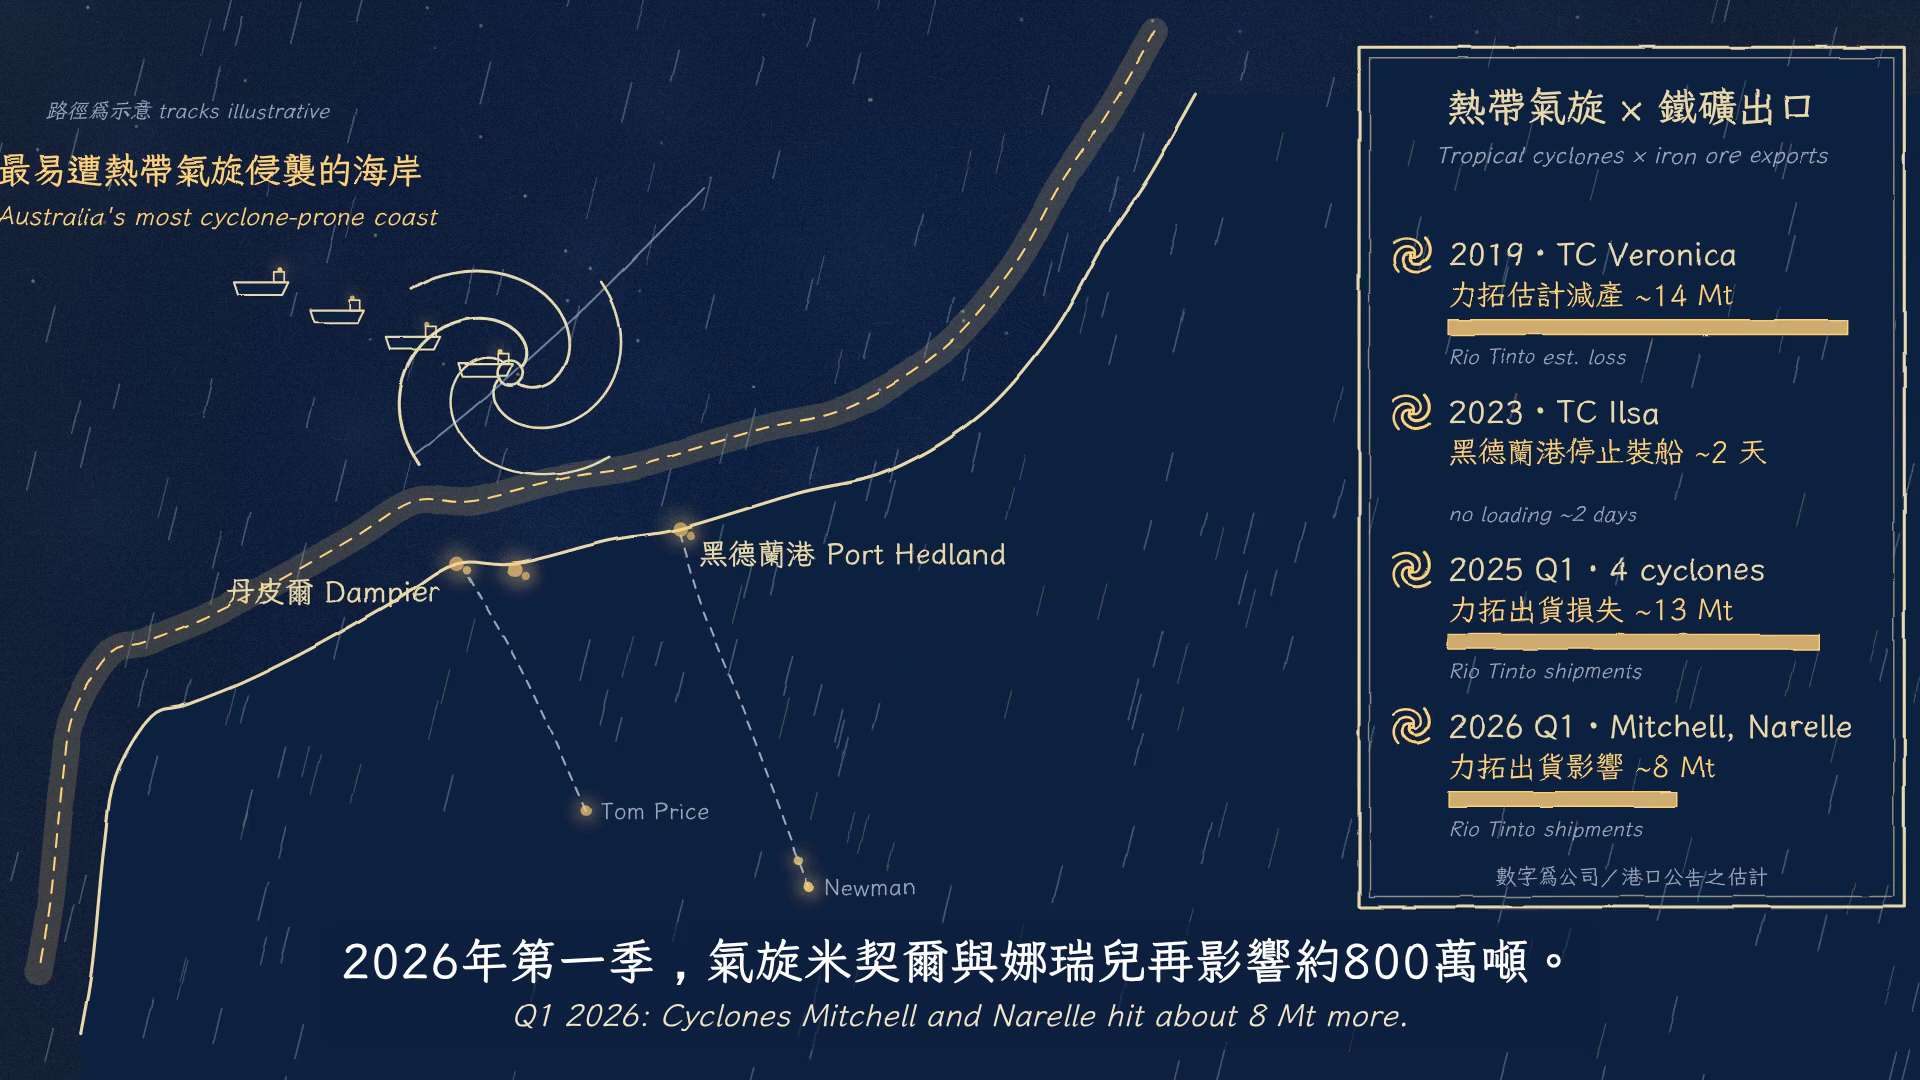 路徑爲示意 tracks illustrative
最易遭熱帶氣旋侵襲的海岸
Australia's most cyclone-prone coast
黑德蘭港 Port Hedland
丹皮爾 Dampier
Tom Price
Newman
熱帶氣旋 × 鐵礦出口
Tropical cyclones × iron ore exports
2019・TC Veronica
力拓估計減產 ~14 Mt
Rio Tinto est. loss
2023・TC Ilsa
黑德蘭港停止裝船 ~2 天
no loading ~2 days
2025 Q1・4 cyclones
力拓出貨損失 ~13 Mt
Rio Tinto shipments
2026 Q1・Mitchell, Narelle
力拓出貨影響 ~8 Mt
Rio Tinto shipments
數字爲公司／港口公告之估計
2026年第一季，氣旋米契爾與娜瑞兒再影響約800萬噸。
Q1 2026: Cyclones Mitchell and Narelle hit about 8 Mt more.